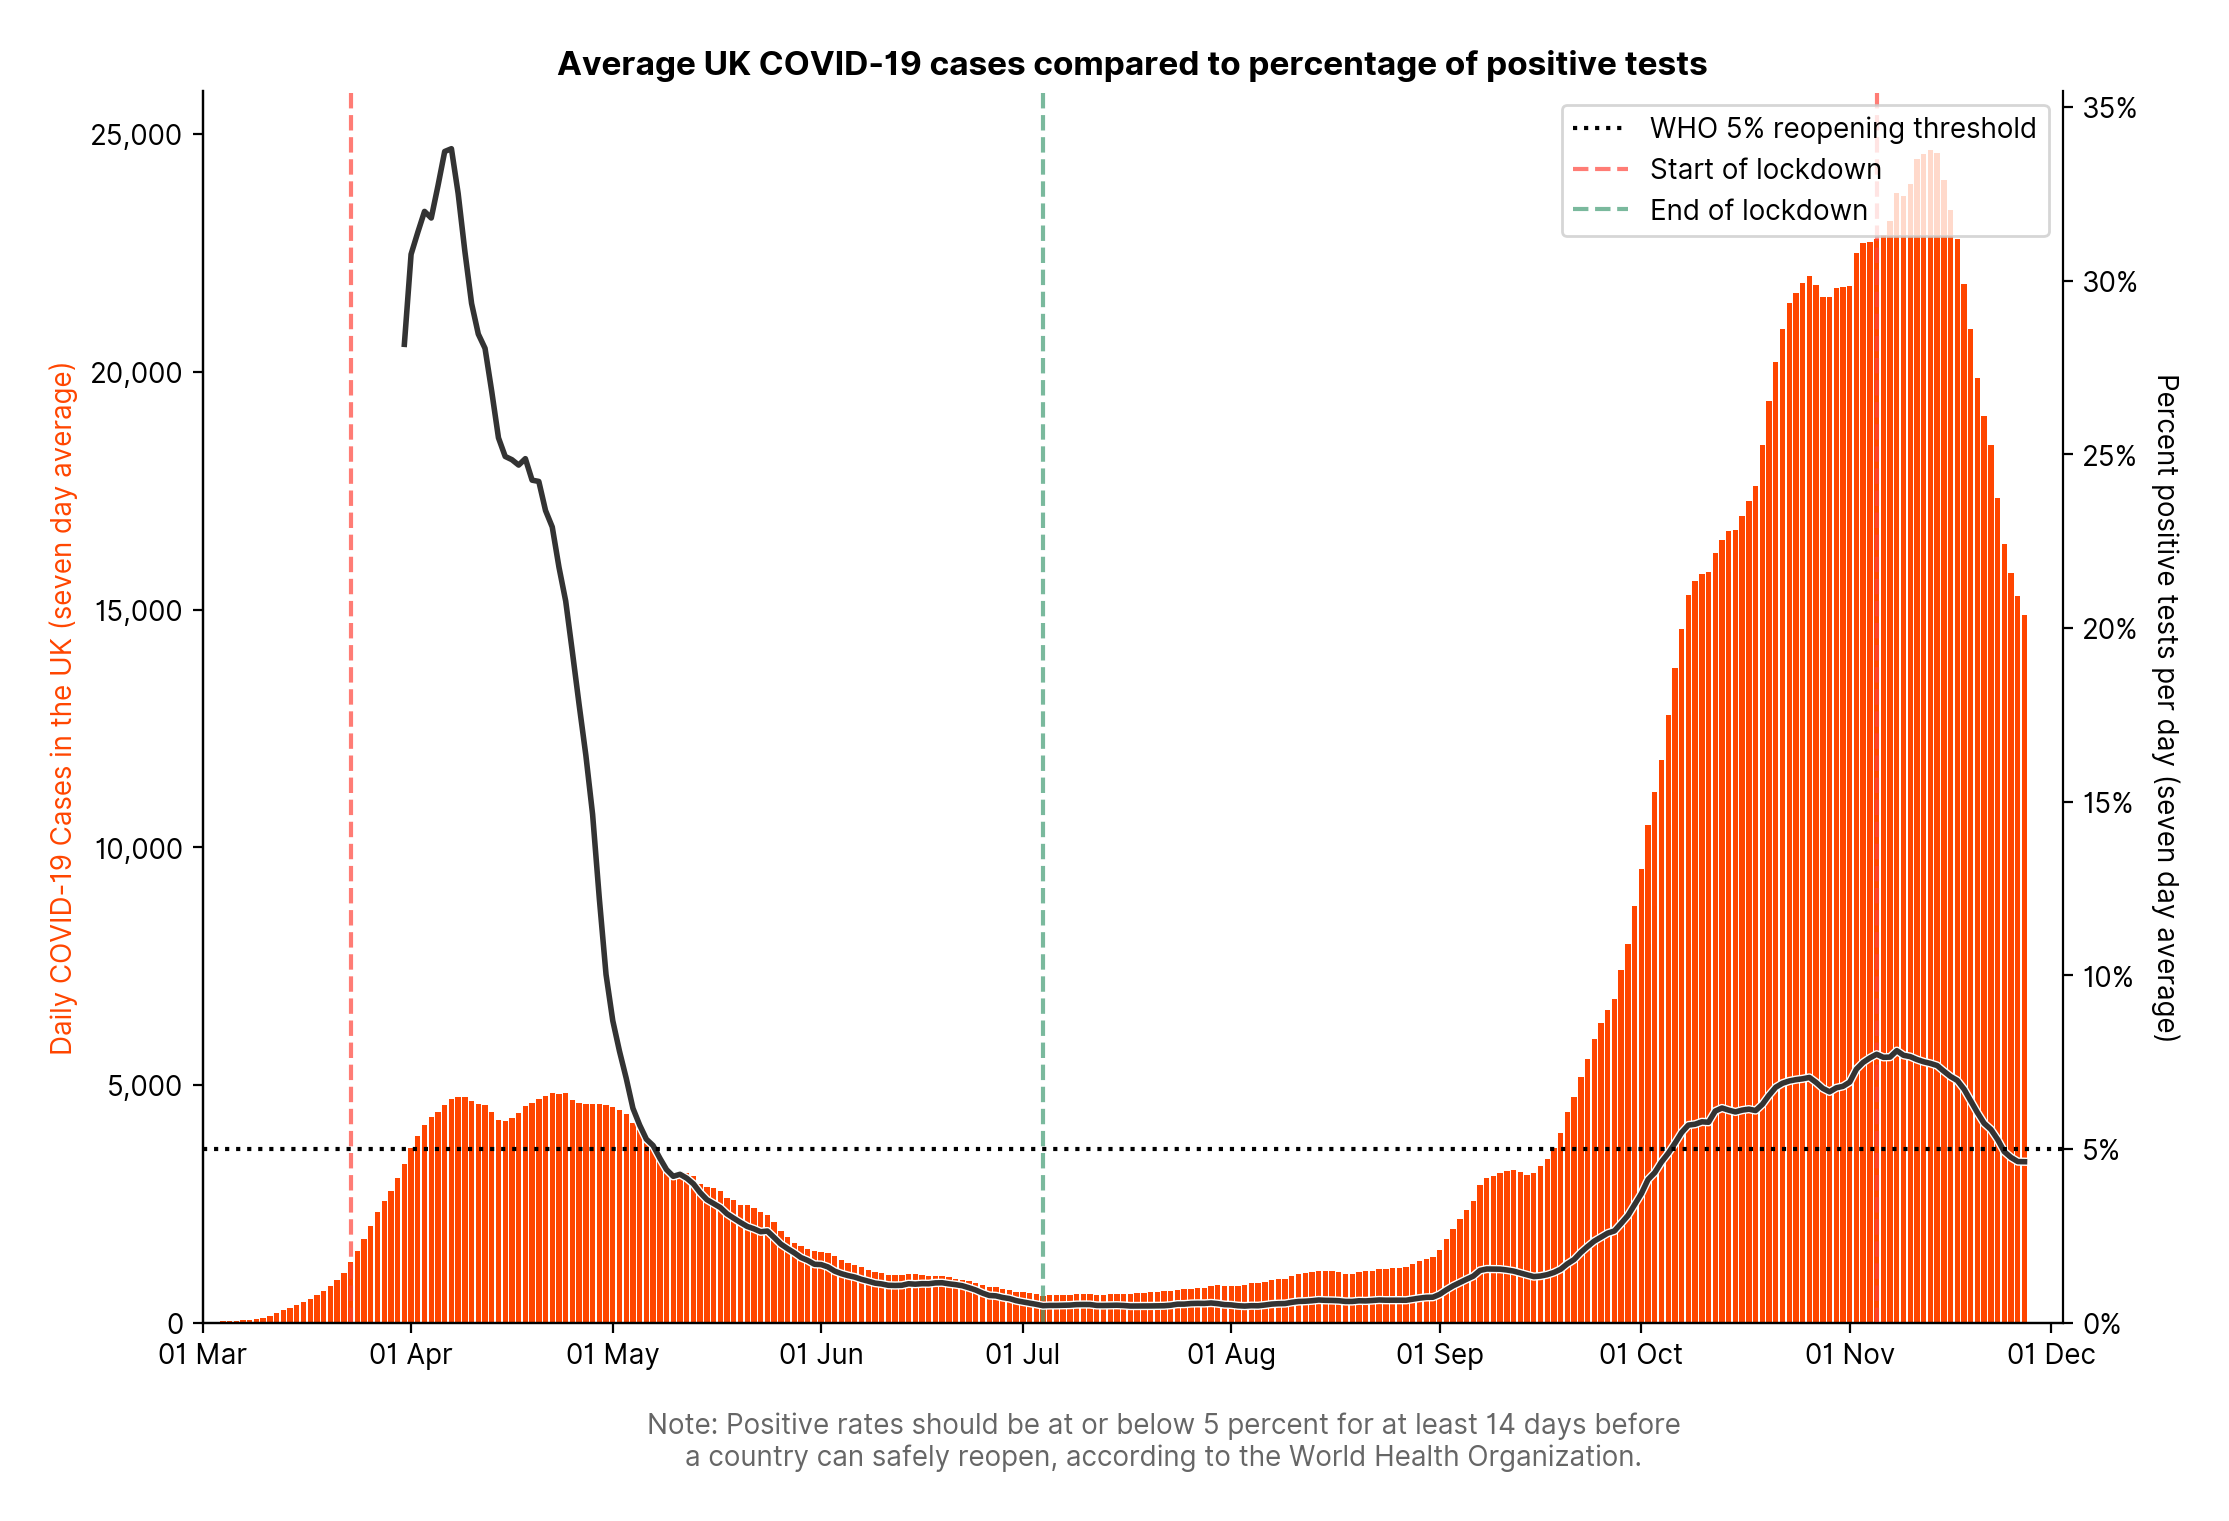 Average UK COVID-19 cases compared to percentage of positive tests
Daily COVID-19 Cases in the UK (seven day average)
25,000
20,000
15,000
10,000
5,000
0
WHO 5% reopening threshold
Start of lockdown
End of lockdown
35%
30%
25%
20%
15%
10%
5%
0%
Percent positive tests per day (seven day average)
01 Mar
01 Apr
01 May
01 Jun
01 Jul
01 Aug
01 Sep
01 Oct
01 Nov
01 Dec
Note: Positive rates should be at or below 5 percent for at least 14 days before
a country can safely reopen, according to the World Health Organization.